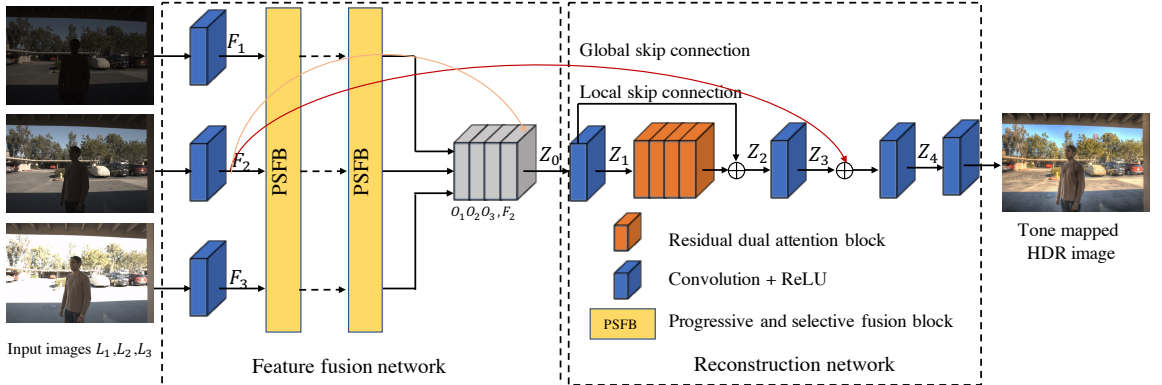 Input images L₁,L₂,L₃
F₁
F₂
F₃
PSFB
PSFB
O₁ O₂ O₃ , F₂
Z₀
Feature fusion network
Global skip connection
Local skip connection
Z₁
Z₂
Z₃
Z₄
Residual dual attention block
Convolution + ReLU
PSFB
Progressive and selective fusion block
Reconstruction network
Tone mapped
HDR image